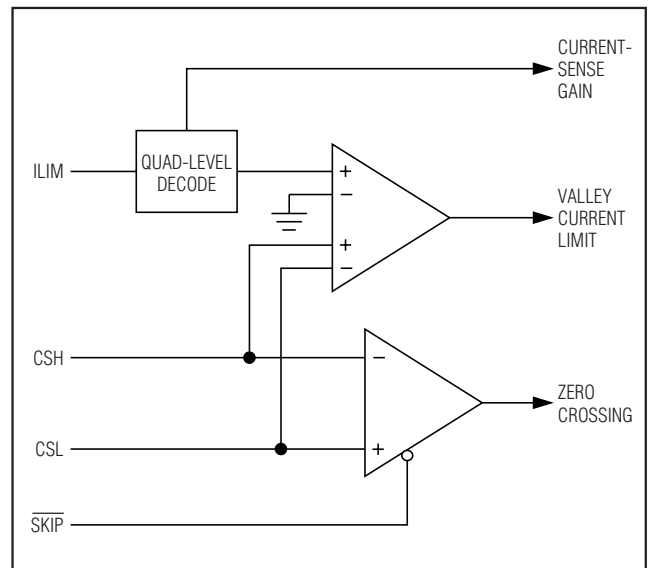 CURRENT-
SENSE
GAIN
ILIM
QUAD-LEVEL
DECODE
+
−
+
−
VALLEY
CURRENT
LIMIT
CSH
−
ZERO
CROSSING
CSL
+
SKIP